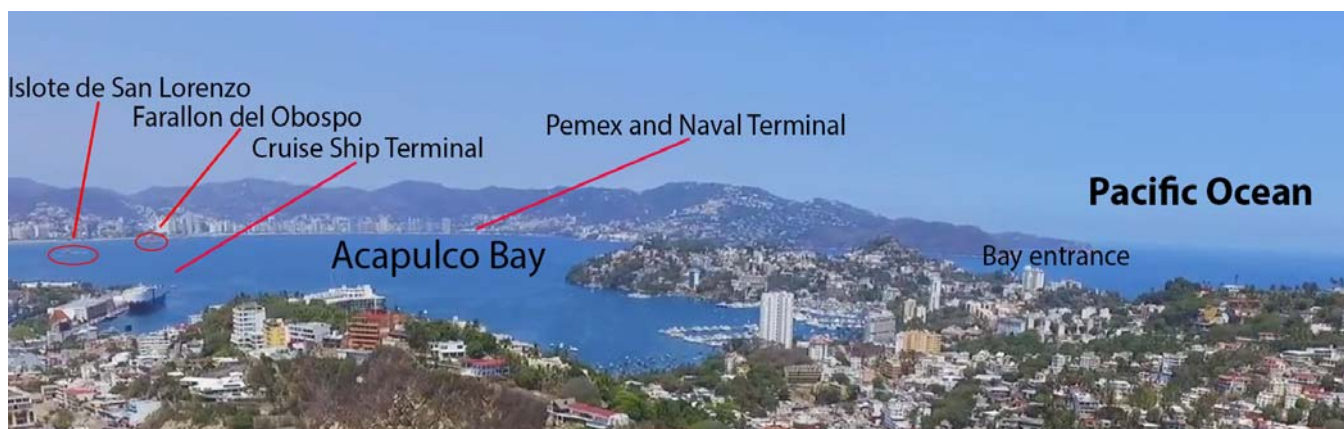 Islote de San Lorenzo
Farallon del Obospo
Cruise Ship Terminal
Pemex and Naval Terminal
Pacific Ocean
Acapulco Bay
Bay entrance